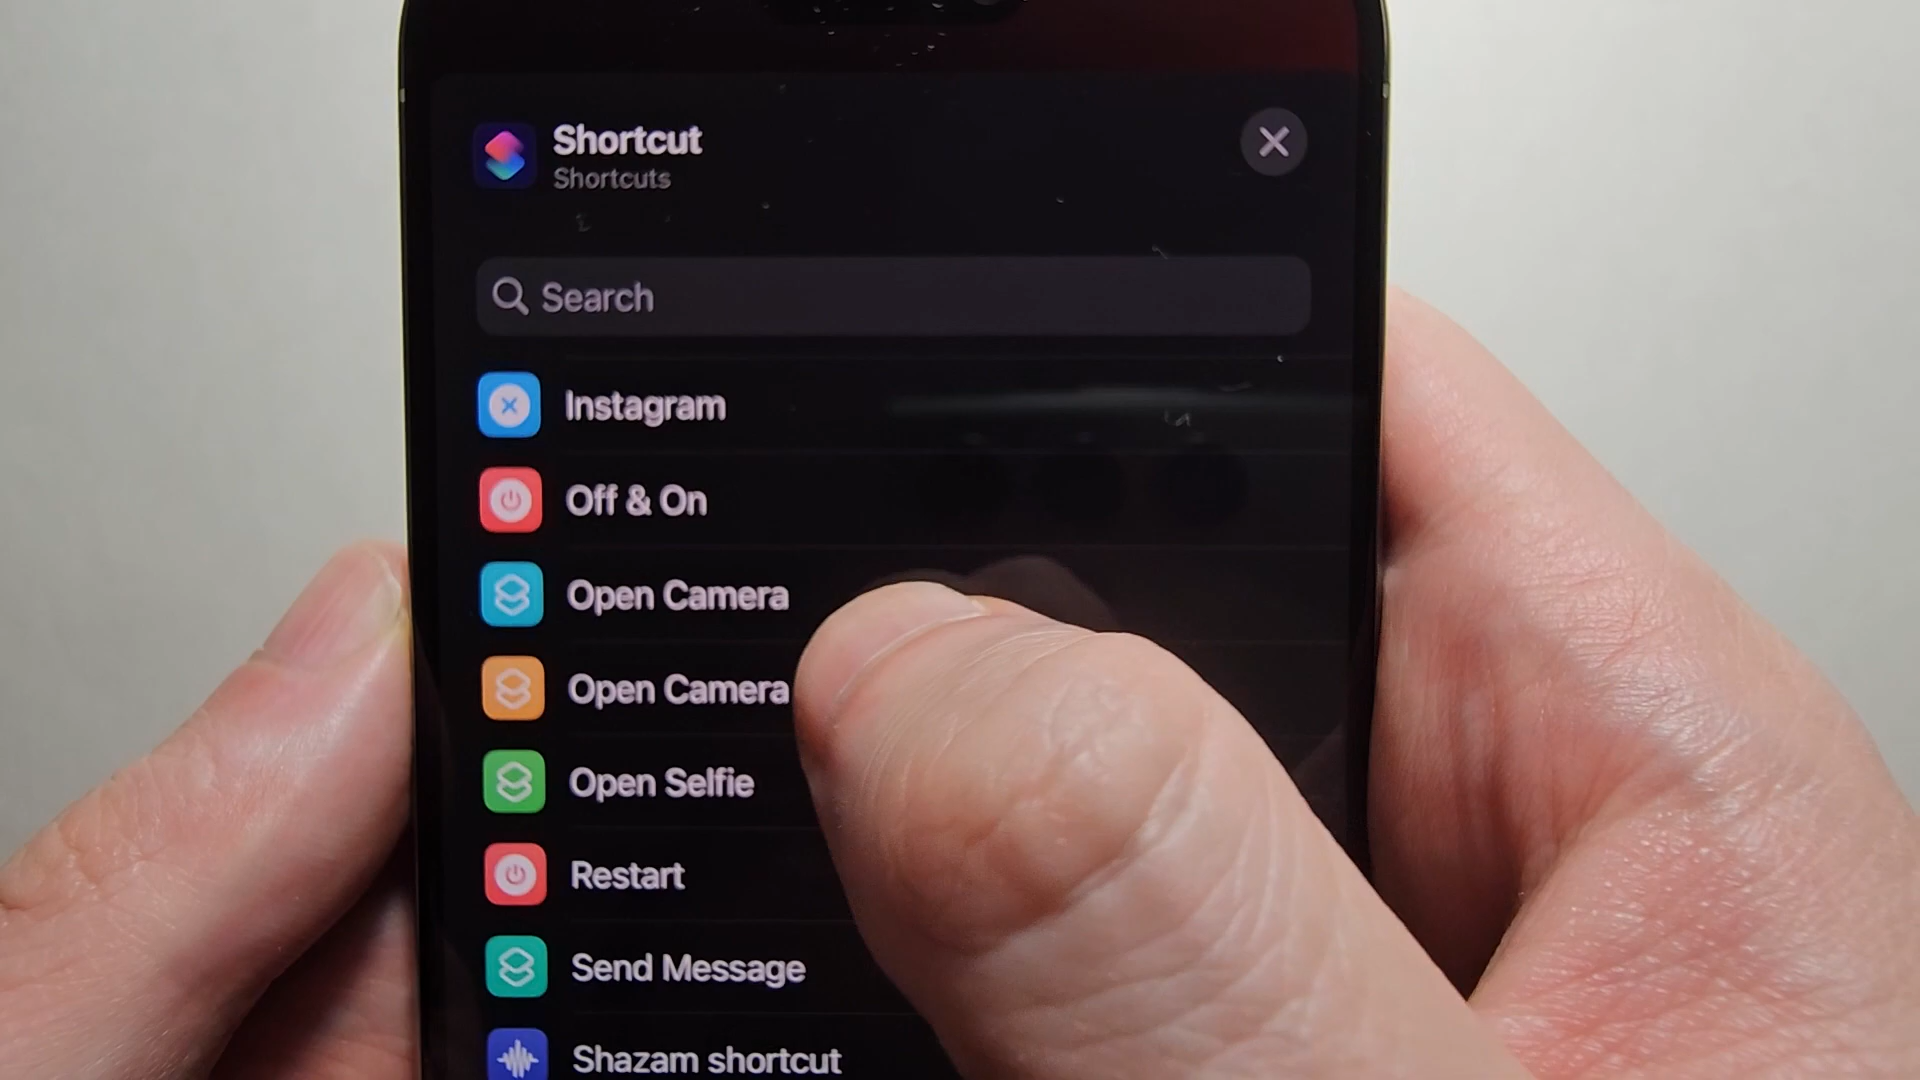 Shortcut
Shortcuts
Search
Instagram
Off & On
Open Camera
Open Camera
Open Selfie
Restart
Send Message
Shazam shortcut